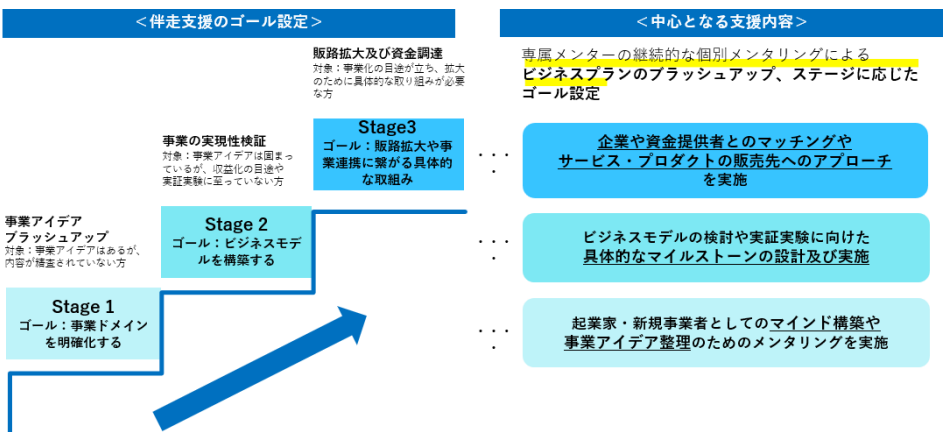 ＜伴走支援のゴール設定＞
販路拡大及び資金調達
対象：事業化の目途が立ち、拡大
のために具体的な取り組みが必要
な方
Stage3
ゴール：販路拡大や事
業連携に繋がる具体的
な取組み
事業の実現性検証
対象：事業アイデアは固まっ
ているが、収益化の目途や
実証実験に至っていない方
Stage 2
ゴール：ビジネスモデ
ルを構築する
事業アイデア
ブラッシュアップ
対象：事業アイデアはあるが、
内容が精査されていない方
Stage 1
ゴール：事業ドメイン
を明確化する
＜中心となる支援内容＞
専属メンターの継続的な個別メンタリングによる
ビジネスプランのブラッシュアップ、ステージに応じた
ゴール設定
・・・
・
企業や資金提供者とのマッチングや
サービス・プロダクトの販売先へのアプローチ
を実施
・・・
・
ビジネスモデルの検討や実証実験に向けた
具体的なマイルストーンの設計及び実施
・・・
・
起業家・新規事業者としてのマインド構築や
事業アイデア整理のためのメンタリングを実施